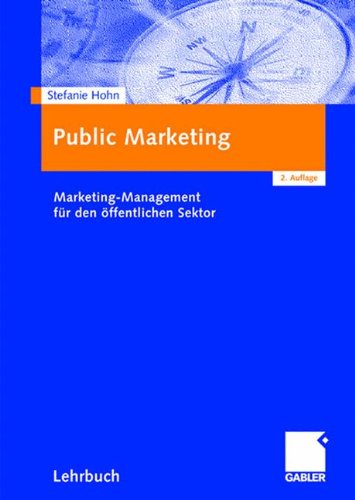 Stefanie Hohn
Public Marketing
2. Auflage
Marketing-Management
für den öffentlichen Sektor
Lehrbuch
GABLER